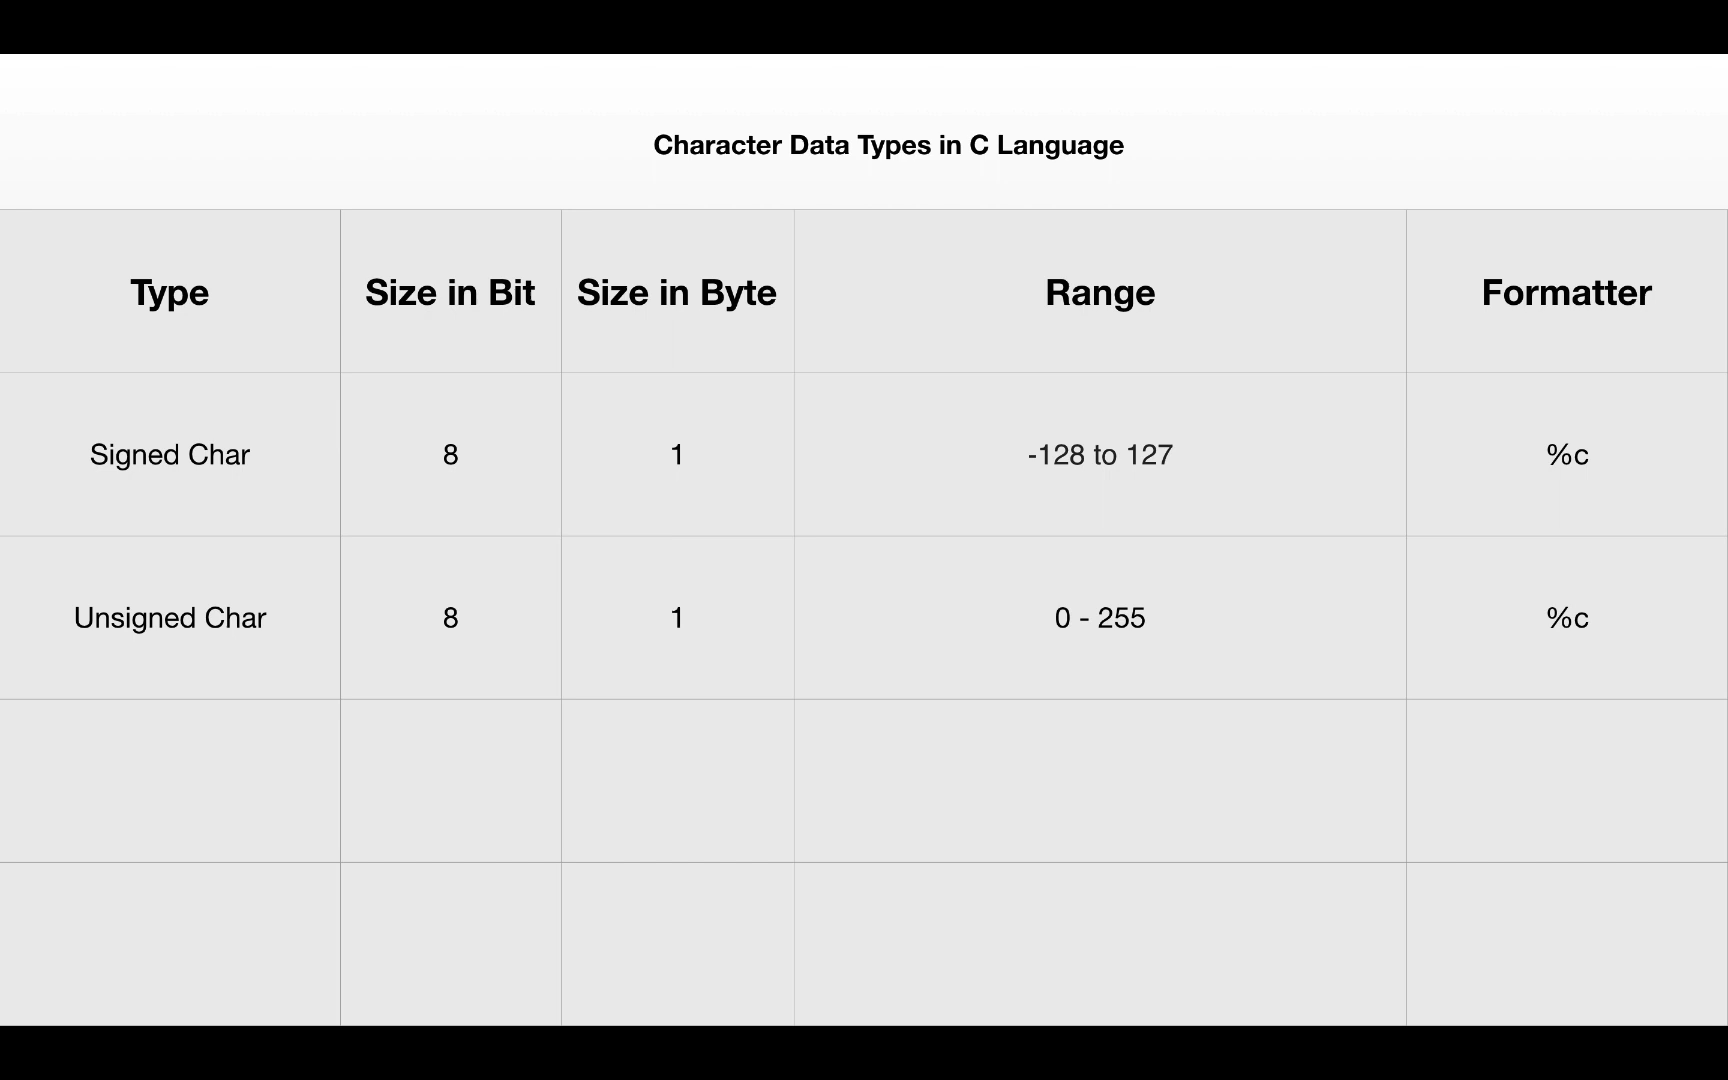 Character Data Types in C Language
Type Size in Bit Size in Byte Range Formatter
Signed Char 8 1 -128 to 127 %c
Unsigned Char 8 1 0 - 255 %c